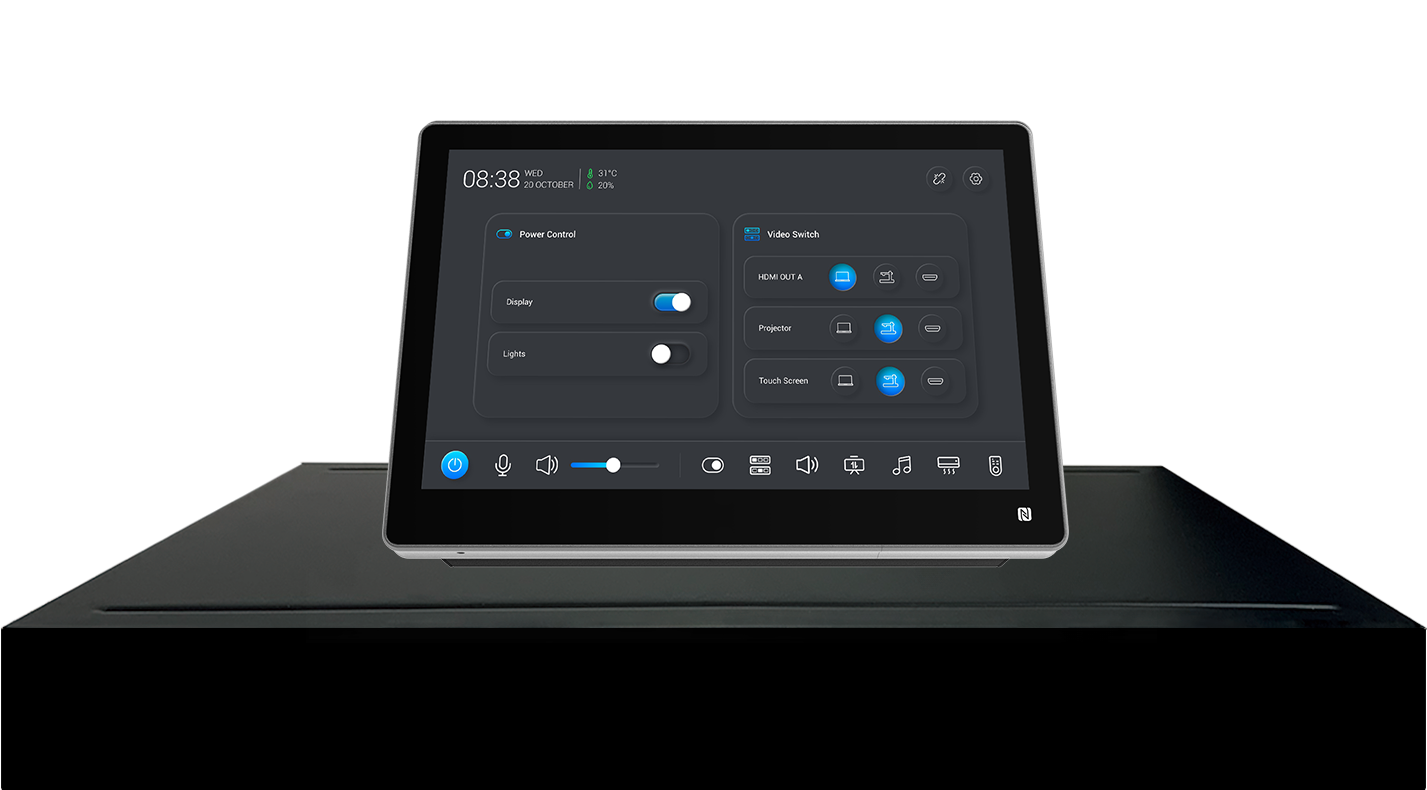 08:38
WED
20 OCTOBER
31°C
20%
Power Control
Display
Lights
Video Switch
HDMI OUT A
Projector
Touch Screen